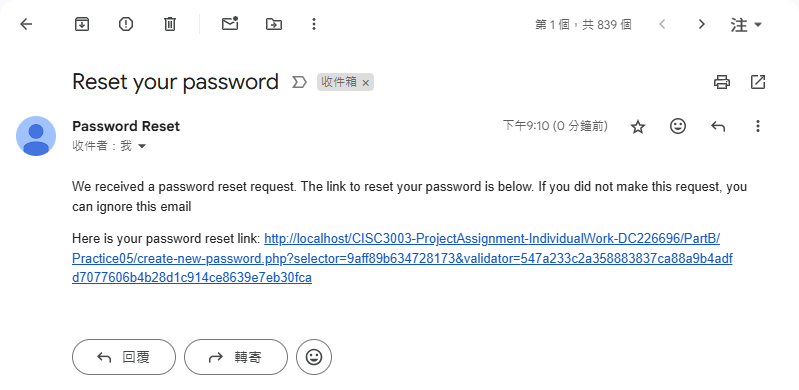 第 1 個，共 839 個
注
Reset your password
收件箱 ×
Password Reset
下午9:10 (0 分鐘前)
收件者：我
We received a password reset request. The link to reset your password is below. If you did not make this request, you
can ignore this email
Here is your password reset link: http://localhost/CISC3003-ProjectAssignment-IndividualWork-DC226696/PartB/
Practice05/create-new-password.php?selector=9aff89b634728173&validator=547a233c2a358883837ca88a9b4adf
d7077606b4b28d1c914ce8639e7eb30fca
回覆
轉寄